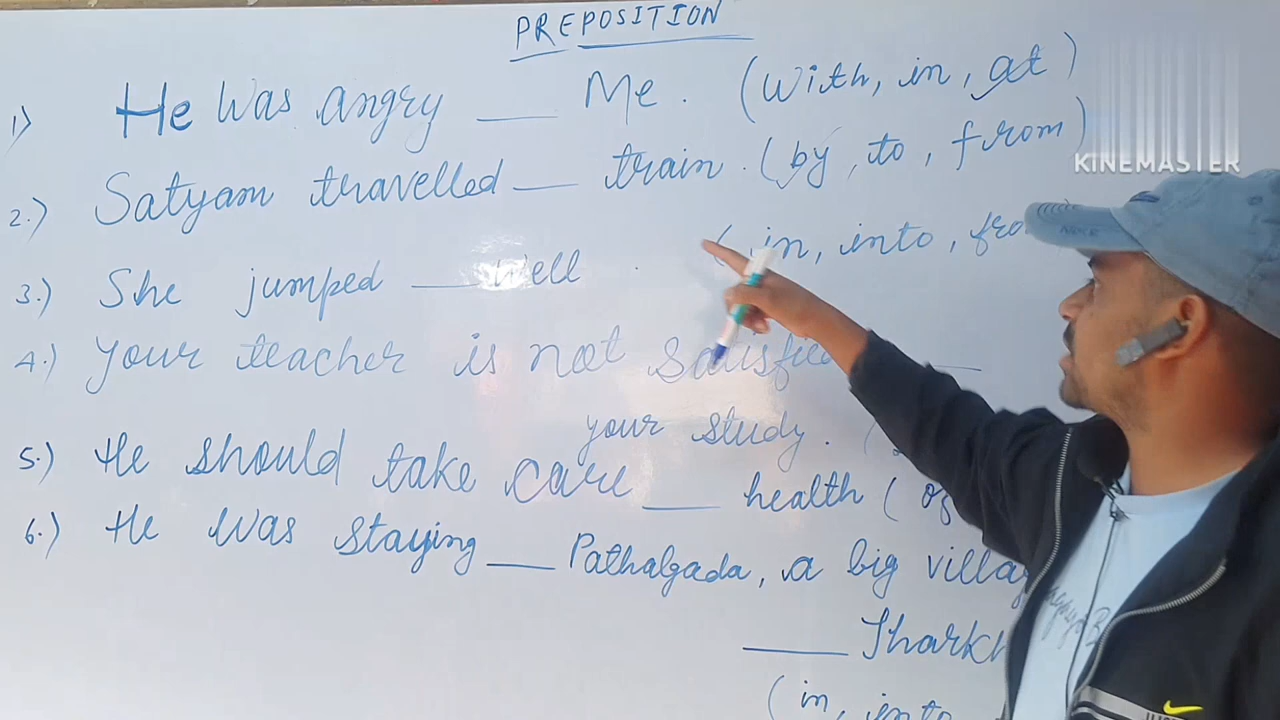 PREPOSITION
1) He Was angry ___ Me. (With, in, at)
2.) Satyam travelled ___ train. (by, to, from)
KINEMASTER
3.) She jumped ___ Well. (in, into,
4.) your teacher is not ___
your study. (
5.) He should take care ___ health (of
6.) He was staying ___ Pathalgada, a big
___
(in, into